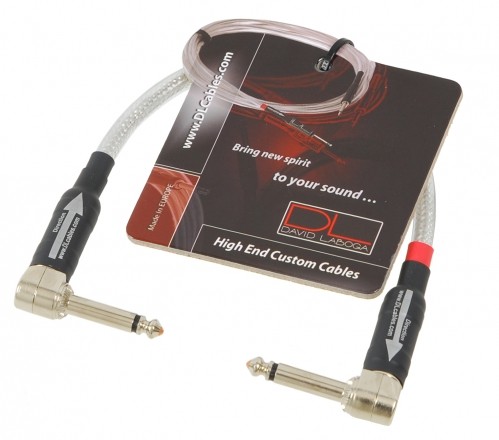 www.DLCables.com
Bring new spirit
to your sound...
Made in EUROPE
DL
DAVID LABOGA
High End Custom Cables
Direction
www.DLcables.com
www.DLcables.com
Direction